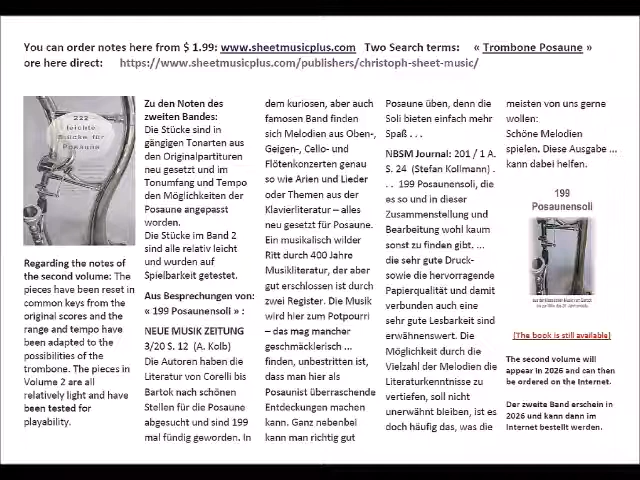 You can order notes here from $ 1.99: www.sheetmusicplus.com Two Search terms: « Trombone Posaune »
ore here direct: https://www.sheetmusicplus.com/publishers/christoph-sheet-music/
222
leichte
Stücke für
Posaune
Regarding the notes of
the second volume: The
pieces have been reset in
common keys from the
original scores and the
range and tempo have
been adapted to the
possibilities of the
trombone. The pieces in
Volume 2 are all
relatively light and have
been tested for
playability.
Zu den Noten des
zweiten Bandes:
Die Stücke sind in
gängigen Tonarten aus
den Originalpartituren
neu gesetzt und im
Tonumfang und Tempo
den Möglichkeiten der
Posaune angepasst
worden.
Die Stücke im Band 2
sind alle relativ leicht
und wurden auf
Spielbarkeit getestet.
Aus Besprechungen von:
« 199 Posaunensoli » :
NEUE MUSIK ZEITUNG
3/20 S. 12 (A. Kolb)
Die Autoren haben die
Literatur von Corelli bis
Bartok nach schönen
Stellen für die Posaune
abgesucht und sind 199
mal fündig geworden. In
dem kuriosen, aber auch
famosen Band finden
sich Melodien aus Oben-,
Geigen-, Cello- und
Flötenkonzerten genau
so wie Arien und Lieder
oder Themen aus der
Klavierliteratur – alles
neu gesetzt für Posaune.
Ein musikalisch wilder
Ritt durch 400 Jahre
Musikliteratur, der aber
gut erschlossen ist durch
zwei Register. Die Musik
wird hier zum Potpourri
– das mag mancher
geschmäcklerisch ...
finden, unbestritten ist,
dass man hier als
Posaunist überraschende
Entdeckungen machen
kann. Ganz nebenbei
kann man richtig gut
Posaune üben, denn die
Soli bieten einfach mehr
Spaß . . .
NBSM Journal: 201 / 1 A.
S. 24 (Stefan Kollmann) .
. . 199 Posaunensoli, die
es so und in dieser
Zusammenstellung und
Bearbeitung wohl kaum
sonst zu finden gibt. ...
die sehr gute Druck-
sowie die hervorragende
Papierqualität und damit
verbunden auch eine
sehr gute Lesbarkeit sind
erwähnenswert. Die
Möglichkeit durch die
Vielzahl der Melodien die
Literaturkenntnisse zu
vertiefen, soll nicht
unerwähnt bleiben, ist es
doch häufig das, was die
meisten von uns gerne
wollen:
Schöne Melodien
spielen. Diese Ausgabe ...
kann dabei helfen.
199
Posaunensoli
(The book is still available)
The second volume will
appear in 2026 and can then
be ordered on the Internet.
Der zweite Band erschein in
2026 und kann dann im
Internet bestellt werden.